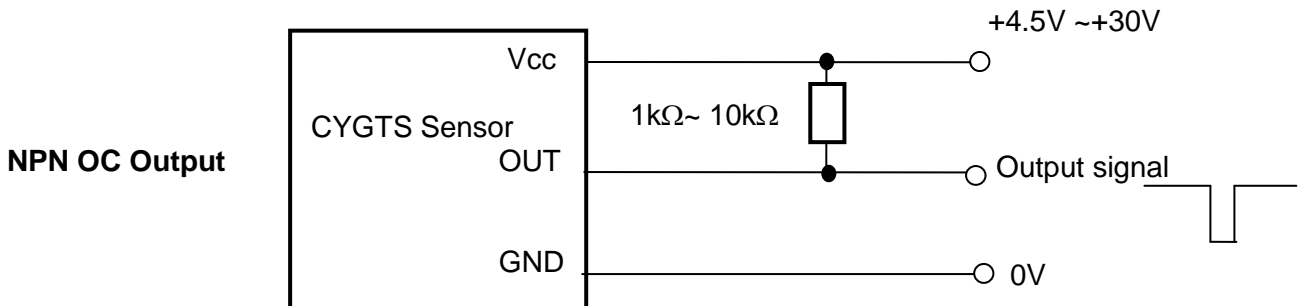 +4.5V ~+30V
Vcc
1kΩ~ 10kΩ
CYGTS Sensor
NPN OC Output
OUT
Output signal
GND
0V